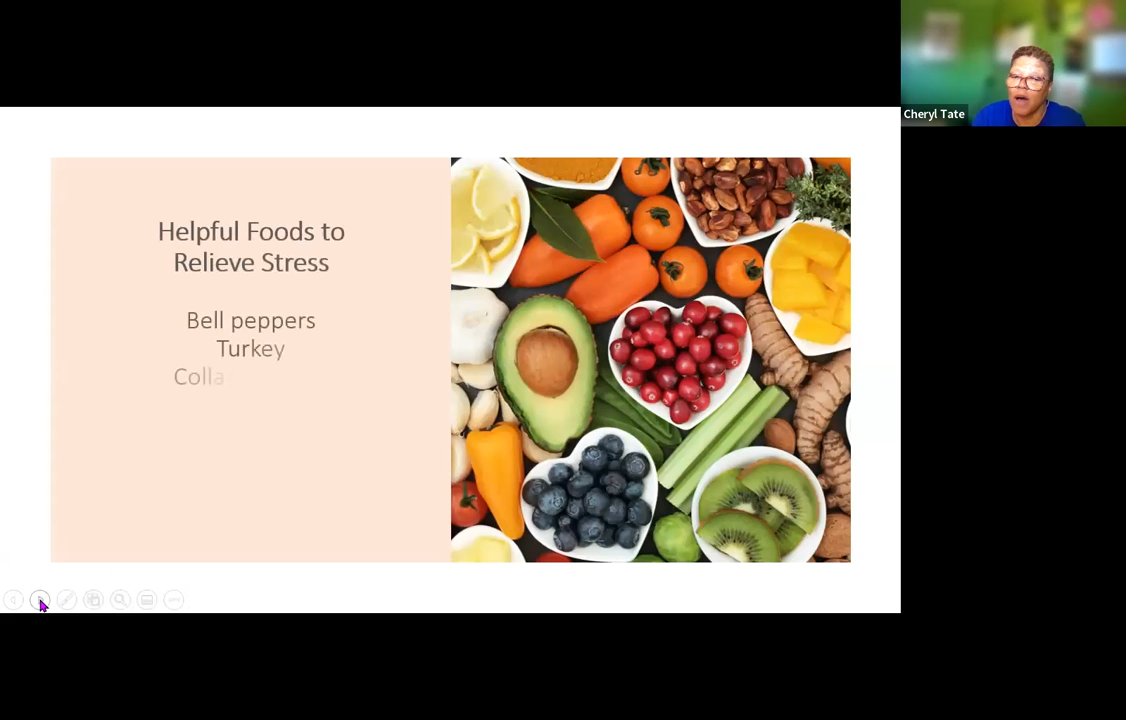 Helpful Foods to
Relieve Stress
Bell peppers
Turkey
Colla
Cheryl Tate